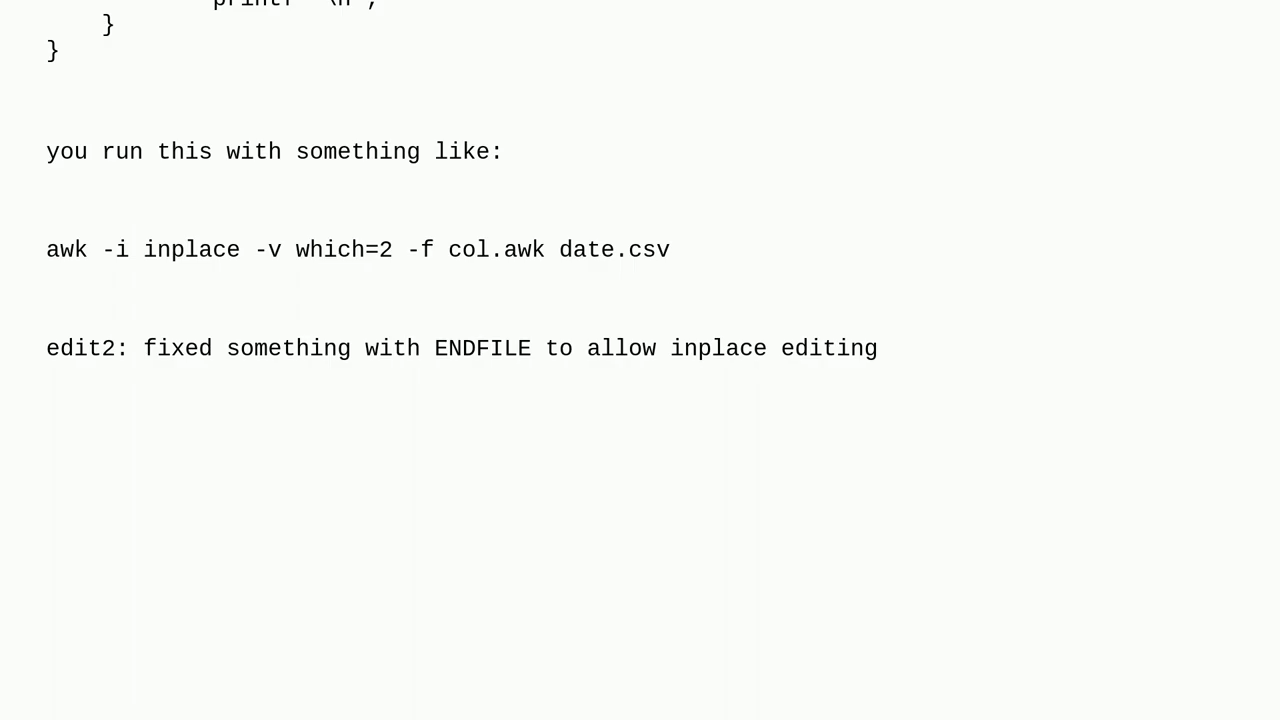 printf "\n";
}
}
you run this with something like:
awk -i inplace -v which=2 -f col.awk date.csv
edit2: fixed something with ENDFILE to allow inplace editing